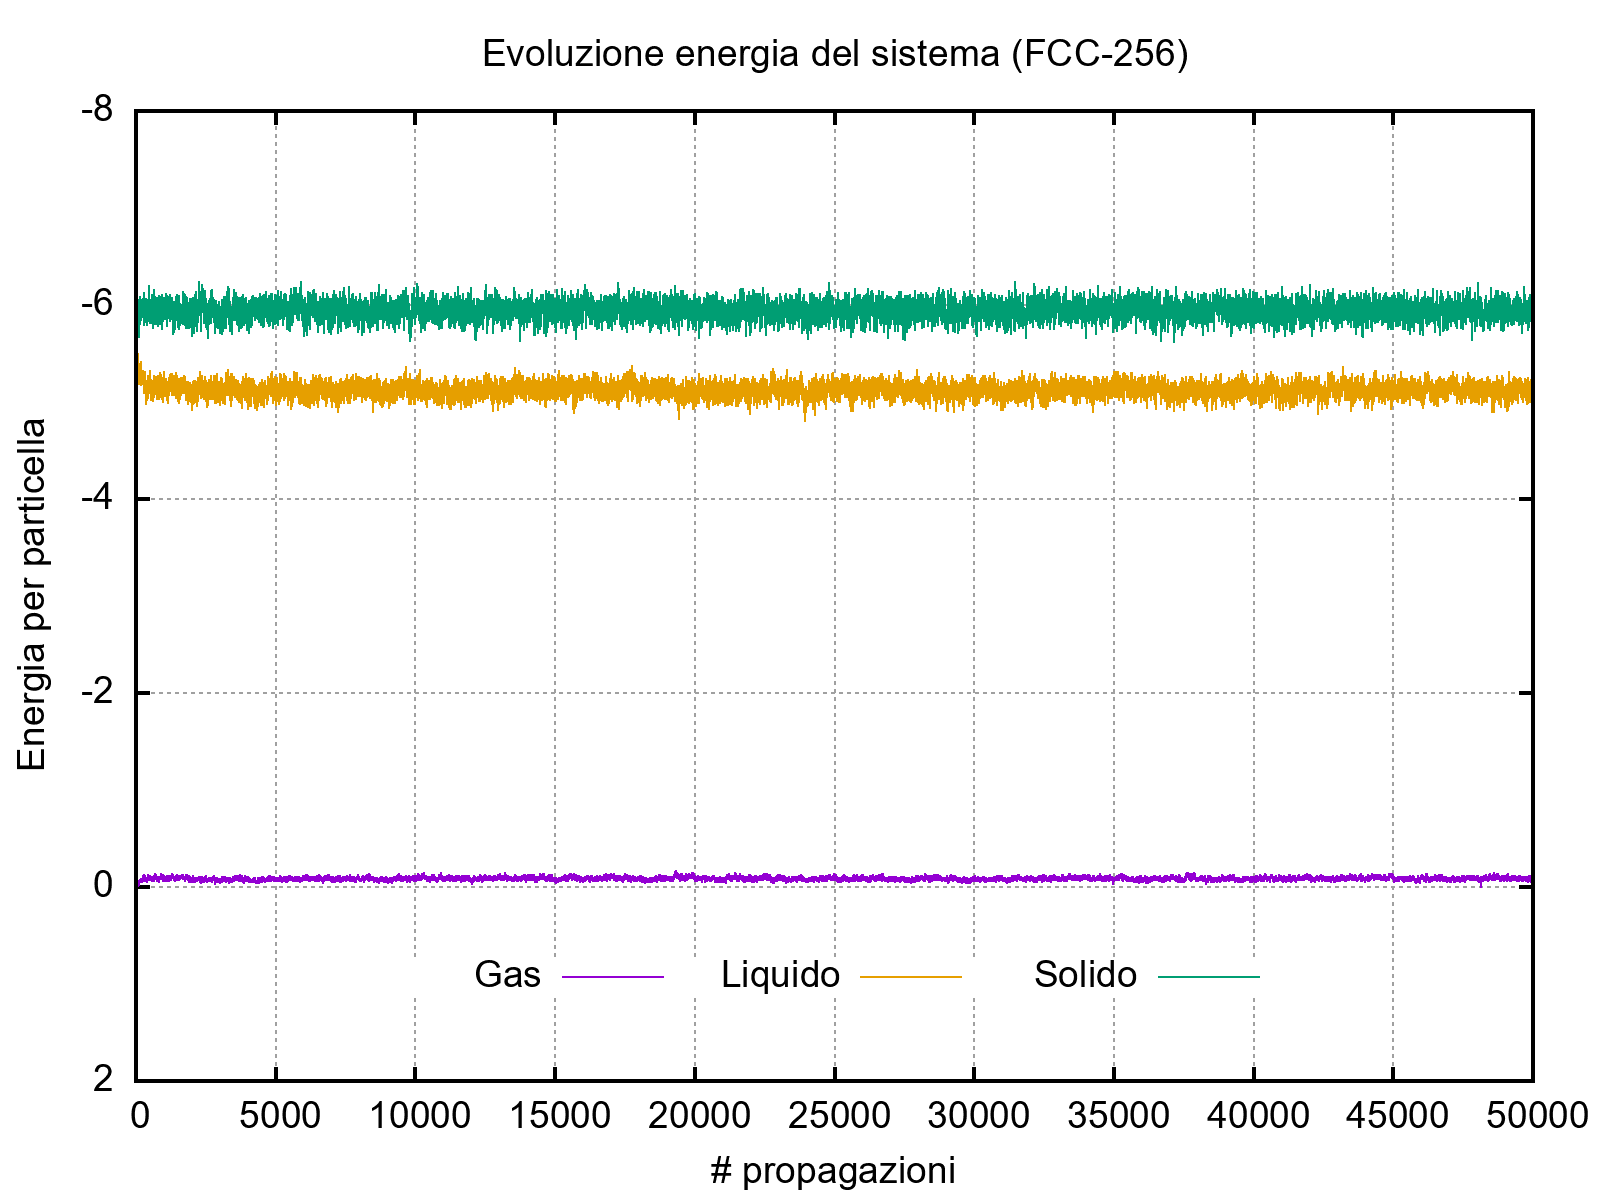 Evoluzione energia del sistema (FCC-256)
-8
-6
-4
-2
0
2
Energia per particella
Gas Liquido Solido
0 5000 10000 15000 20000 25000 30000 35000 40000 45000 50000
# propagazioni